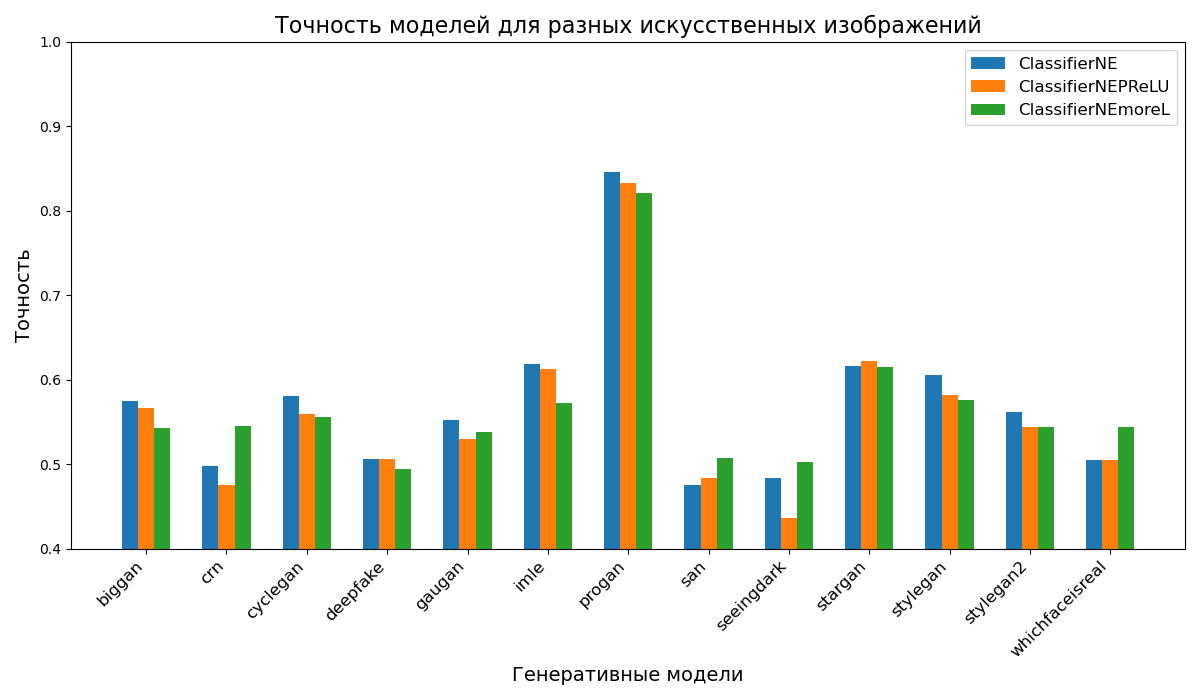 Точность моделей для разных искусственных изображений
ClassifierNE
ClassifierNEPReLU
ClassifierNEmoreL
Точность
1.0
0.9
0.8
0.7
0.6
0.5
0.4
biggan
crn
cyclegan
deepfake
gaugan
imle
progan
san
seeingdark
stargan
stylegan
stylegan2
whichfaceisreal
Генеративные модели